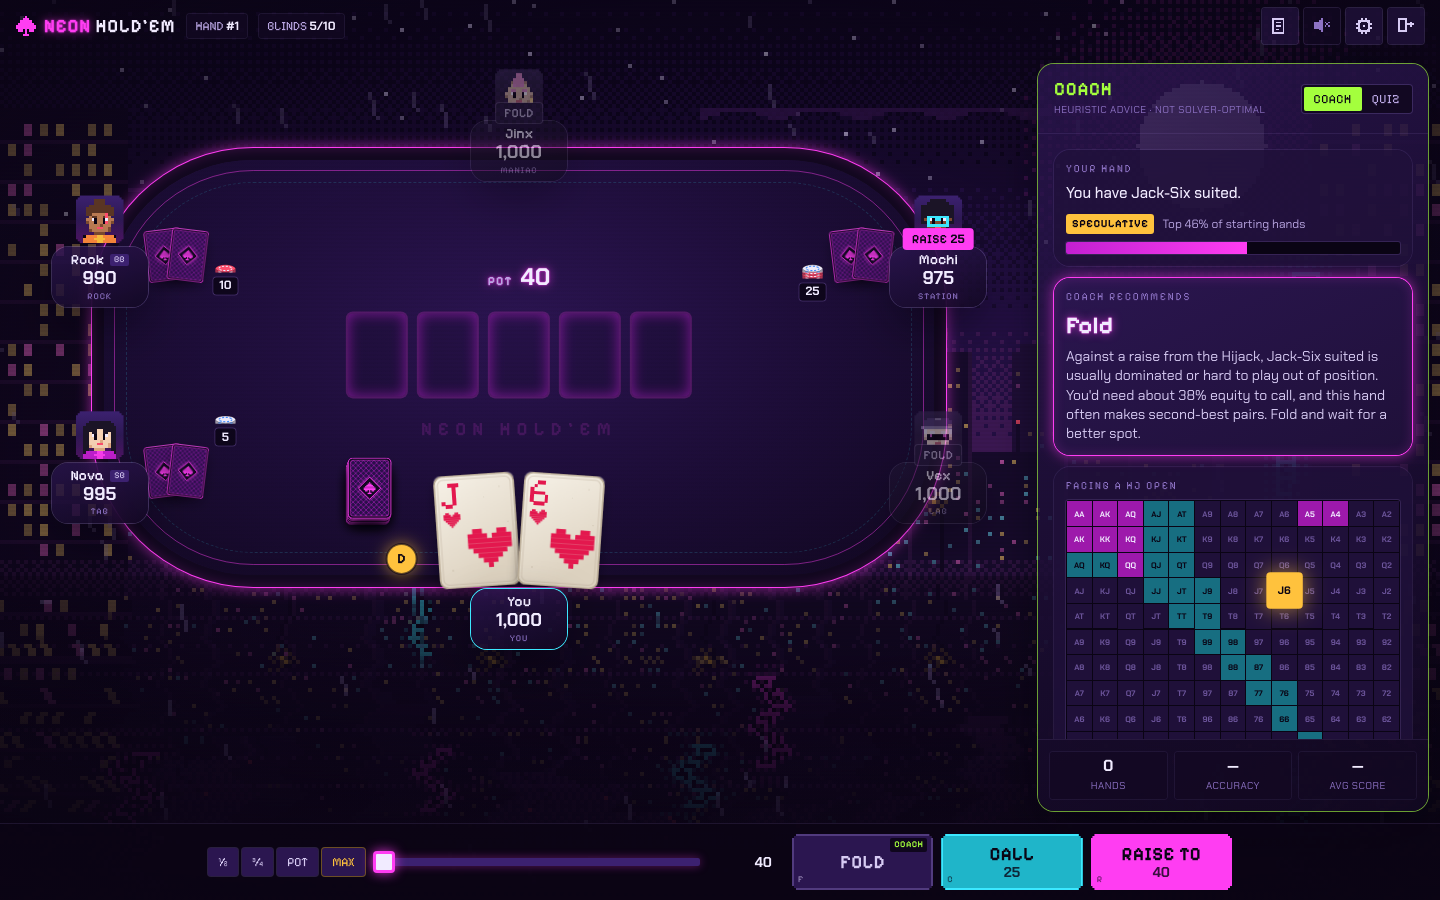 NEON HOLD'EM
HAND #1
BLINDS 5/10
FOLD
Jinx
1,000
MANIAC
Rook BB
990
ROCK
10
POT 40
RAISE 25
Mochi
975
STATION
25
NEON HOLD'EM
Nova SB
995
TAG
5
FOLD
Vex
1,000
J
6
D
You
1,000
YOU
COACH
HEURISTIC ADVICE · NOT SOLVER-OPTIMAL
COACH QUIZ
YOUR HAND
You have Jack-Six suited.
SPECULATIVE Top 46% of starting hands
COACH RECOMMENDS
Fold
Against a raise from the Hijack, Jack-Six suited is
usually dominated or hard to play out of position.
You'd need about 38% equity to call, and this hand
often makes second-best pairs. Fold and wait for a
better spot.
FACING A HJ OPEN
AA AK AQ AJ AT A9 A8 A7 A6 A5 A4 A3 A2
AK KK KQ KJ KT K9 K8 K7 K6 K5 K4 K3 K2
AQ KQ QQ QJ QT Q9 Q8 Q7 Q6 Q5 Q4 Q3 Q2
AJ KJ QJ JJ JT J9 J8 J7 J6 J5 J4 J3 J2
AT KT QT JT TT T9 T8 T7 T6 T5 T4 T3 T2
A9 K9 Q9 J9 T9 99 98 97 96 95 94 93 92
A8 K8 Q8 J8 T8 98 88 87 86 85 84 83 82
A7 K7 Q7 J7 T7 97 87 77 76 75 74 73 72
A6 K6 Q6 J6 T6 96 86 76 66 65 64 63 62
0
HANDS
—
ACCURACY
—
AVG SCORE
½ ¾ POT MAX
40
FOLD
COACH
F
CALL
25
C
RAISE TO
40
R